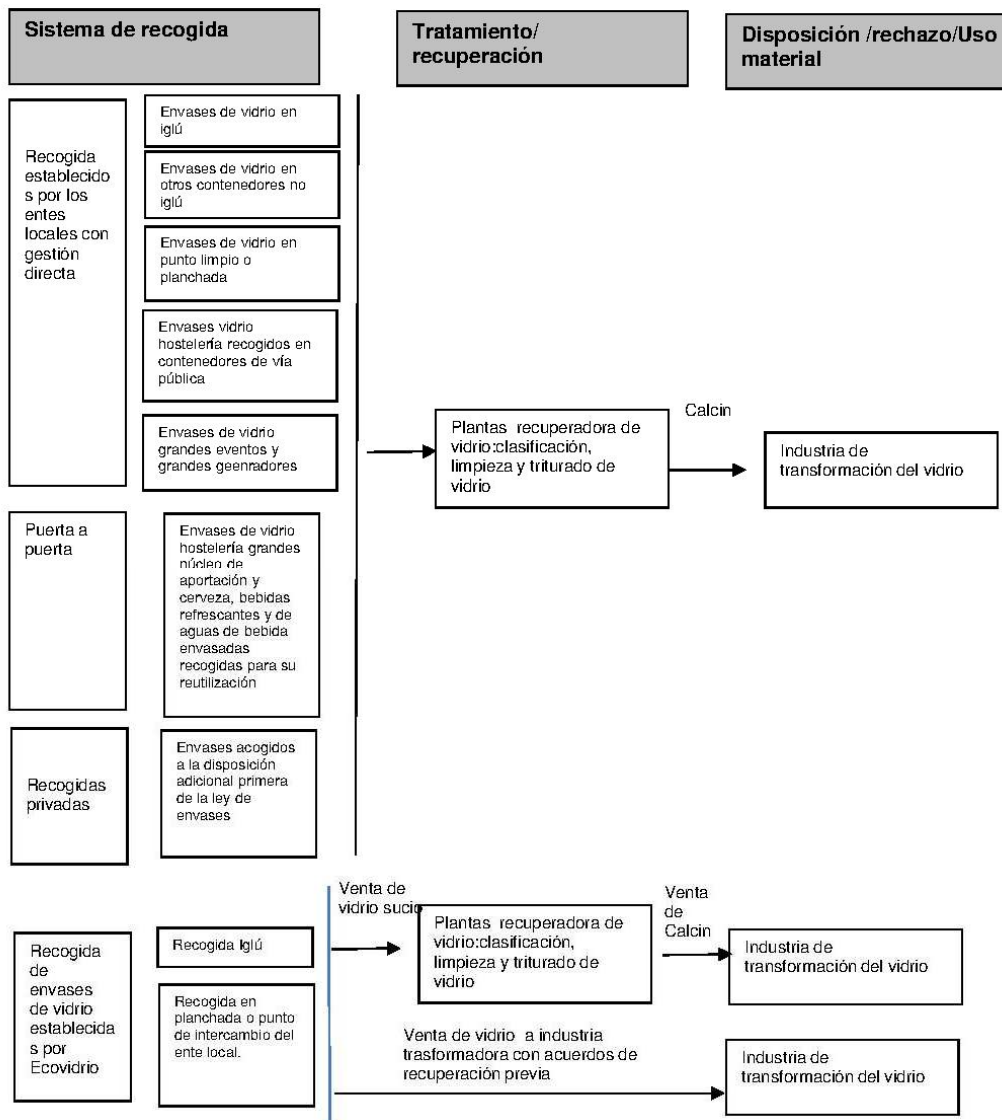 Sistema de recogida
Tratamiento/
recuperación
Disposición /rechazo/Uso
material
Recogida
establecido
s por los
entes
locales con
gestión
directa
Envases de vidrio en
iglú
Envases de vidrio en
otros contenedores no
iglú
Envases de vidrio en
punto limpio o
planchada
Envases vidrio
hostelería recogidos en
contenedores de vía
pública
Envases de vidrio
grandes eventos y
grandes geenradores
Plantas recuperadora de
vidrio:clasificación,
limpieza y triturado de
vidrio
Calcin
Industria de
transformación del vidrio
Puerta a
puerta
Envases de vidrio
hostelería grandes
núcleo de
aportación y
cerveza, bebidas
refrescantes y de
aguas de bebida
envasadas
recogidas para su
reutilización
Recogidas
privadas
Envases acogidos
a la disposición
adicional primera
de la ley de
envases
Recogida
de
envases
de vidrio
establecida
s por
Ecovidrio
Recogida Iglú
Recogida en
planchada o punto
de intercambio del
ente local.
Venta de
vidrio sucio
Plantas recuperadora de
vidrio:clasificación,
limpieza y triturado de
vidrio
Venta
de
Calcin
Industria de
transformación del vidrio
Venta de vidrio a industria
trasformadora con acuerdos de
recuperación previa
Industria de
transformación del vidrio